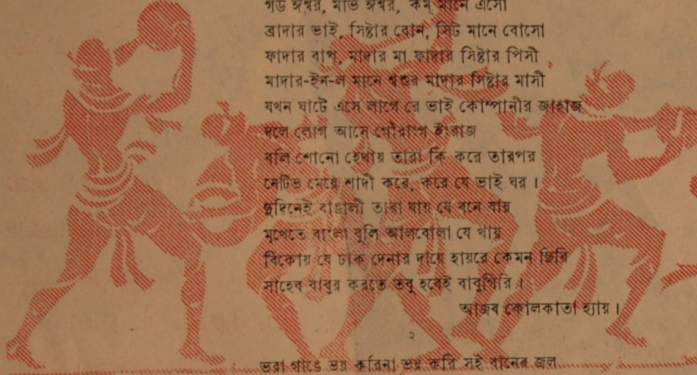 গড ঈশ্বর, মাভ ঈশ্বর, কম্ মানে এসো
ব্রাদার ভাই, সিষ্টার বোন, সিট মানে বোসো
ফাদার বাপ, মাদার মা ফাদার সিষ্টার পিসী
মাদার-ইন-ল মানে শ্বশুর মাদার সিষ্টার মাসী
যখন ঘাটে এসে লাগে রে ভাই কোম্পানীর জাহাজ
দলে লোগ আসে গোঁরাংগ ইংরাজ
বলি শোনো হেথায় তারা কি করে তারপর
নেটিভ মেয়ে শাদী করে, করে যে ভাই ঘর ।
দুদিনেই বাঙালী তারা যায় যে বনে যায়
মুখেতে বাংলা বুলি আলবোলা যে খায়
বিকোয় যে ঢাক দেনার দায়ে হায়রে কেমন ছিরি
সাহেব বাবুর করতে তবু হবেই বাবুগিরি ।
আজব কোলকাতা হ্যায় ।
২
ভরা গাঙে ভয় করিনা ভয় করি সই বানের জল